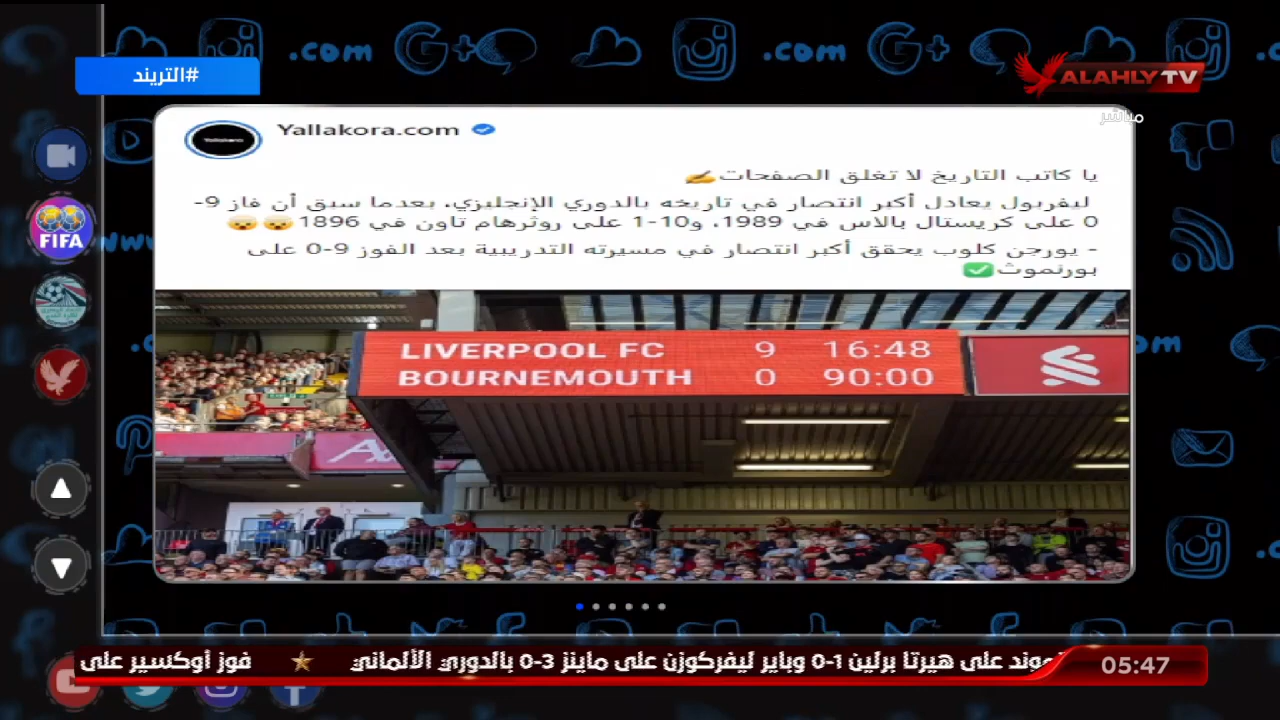 .com
.com
#التريند
ALAHLY TV
مباشر
Yallakora.com
يا كاتب التاريخ لا تغلق الصفحات✍️
ليفربول يعادل أكبر انتصار في تاريخه بالدوري الإنجليزي، بعدما سبق أن فاز 9-
0 على كريستال بالاس في 1989، و10-1 على روثرهام تاون في 1896 😮😮
- يورجن كلوب يحقق أكبر انتصار في مسيرته التدريبية بعد الفوز 9-0 على
بورنموث✅
FIFA
www
LIVERPOOL FC 9 16:48
BOURNEMOUTH 0 90:00
AXA
موند على هيرتا برلين 1-0 وباير ليفركوزن على ماينز 3-0 بالدوري الألماني ★ فوز أوكسير على
05:47